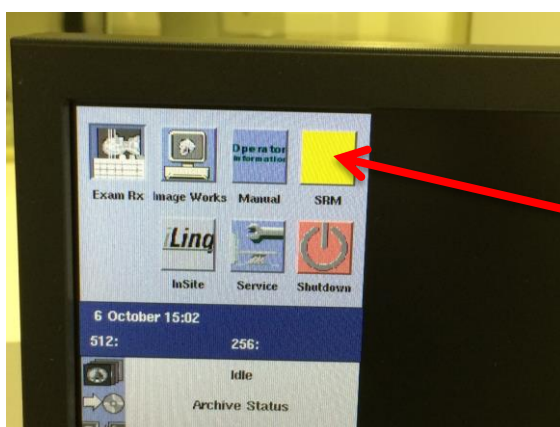 Operator
Information
Exam Rx Image Works Manual SRM
iLinq
InSite Service Shutdown
6 October 15:02
512: 256:
Idle
Archive Status